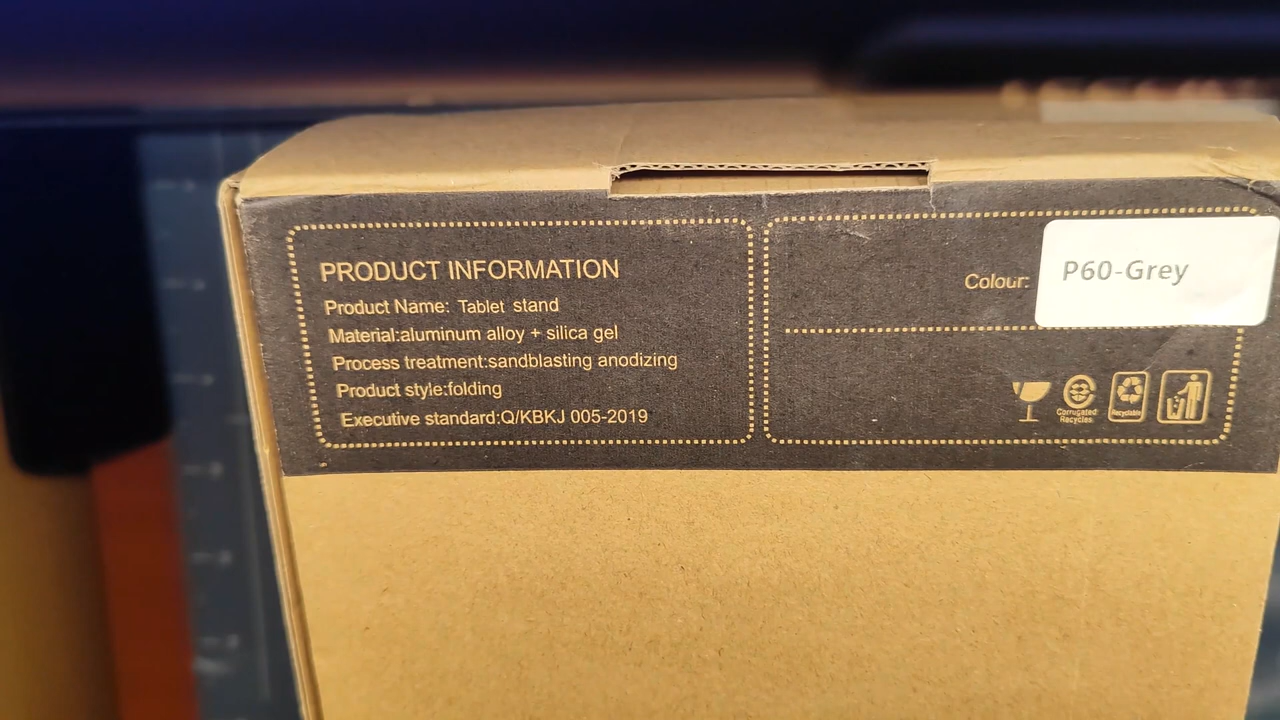 PRODUCT INFORMATION
Product Name: Tablet stand
Material:aluminum alloy + silica gel
Process treatment:sandblasting anodizing
Product style:folding
Executive standard:Q/KBKJ 005-2019
Colour: P60-Grey
Corrugated
Recycles
Recyclable